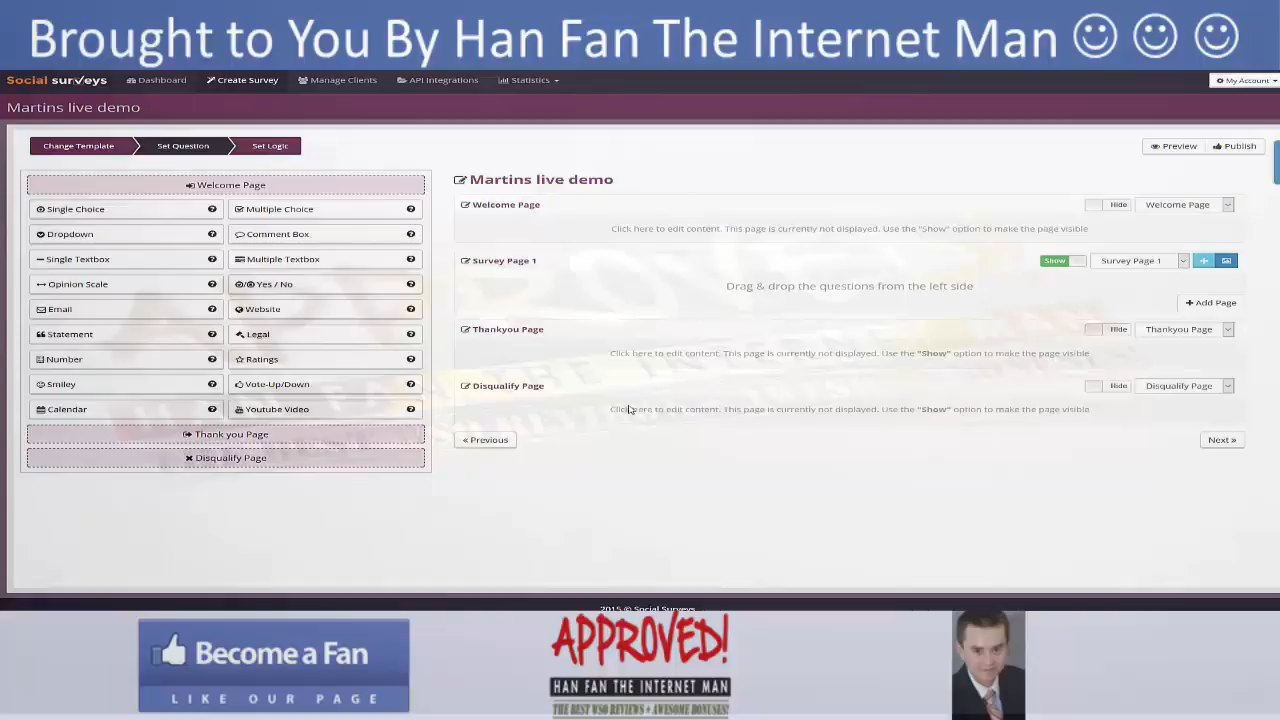 Brought to You By Han Fan The Internet Man
Social surveys Dashboard Create Survey Manage Clients API Integrations Statistics My Account
Martins live demo
Change Template Set Question Set Logic Preview Publish
Welcome Page
Single Choice Multiple Choice
Dropdown Comment Box
Single Textbox Multiple Textbox
Opinion Scale Yes / No
Email Website
Statement Legal
Number Ratings
Smiley Vote-Up/Down
Calendar Youtube Video
Thank you Page
Disqualify Page
Martins live demo
Welcome Page Hide Welcome Page
Click here to edit content. This page is currently not displayed. Use the "Show" option to make the page visible
Survey Page 1 Show Survey Page 1
Drag & drop the questions from the left side
+ Add Page
Thankyou Page Hide Thankyou Page
Click here to edit content. This page is currently not displayed. Use the "Show" option to make the page visible
Disqualify Page Hide Disqualify Page
Click here to edit content. This page is currently not displayed. Use the "Show" option to make the page visible
« Previous Next »
2015 © Social Surveys
Become a Fan
LIKE OUR PAGE
APPROVED!
HAN FAN THE INTERNET MAN
THE BEST WSO REVIEWS + AWESOME BONUSES!